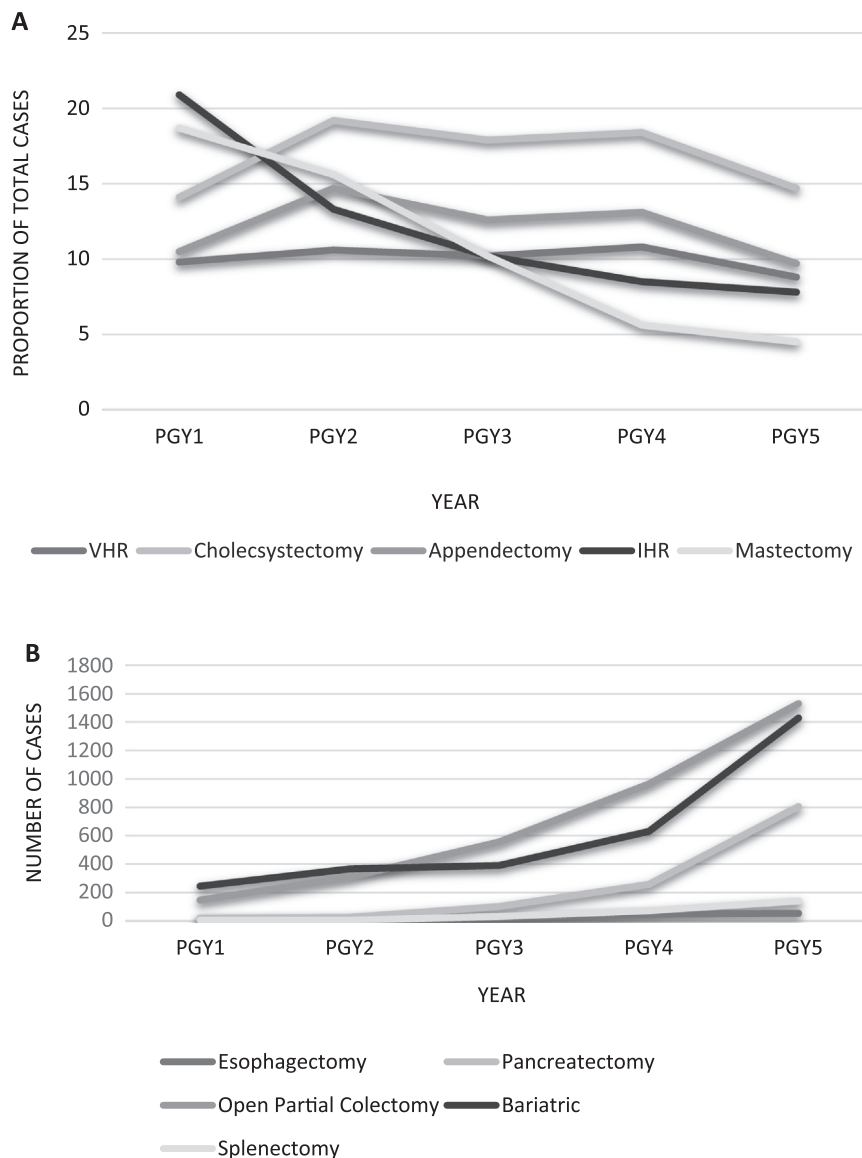 A
25
20
15
10
5
0
PROPORTION OF TOTAL CASES
PGY1 PGY2 PGY3 PGY4 PGY5
YEAR
VHR Cholecsystectomy Appendectomy IHR Mastectomy
B
1800
1600
1400
1200
1000
800
600
400
200
0
NUMBER OF CASES
PGY1 PGY2 PGY3 PGY4 PGY5
YEAR
Esophagectomy Pancreatectomy
Open Partial Colectomy Bariatric
Splenectomy